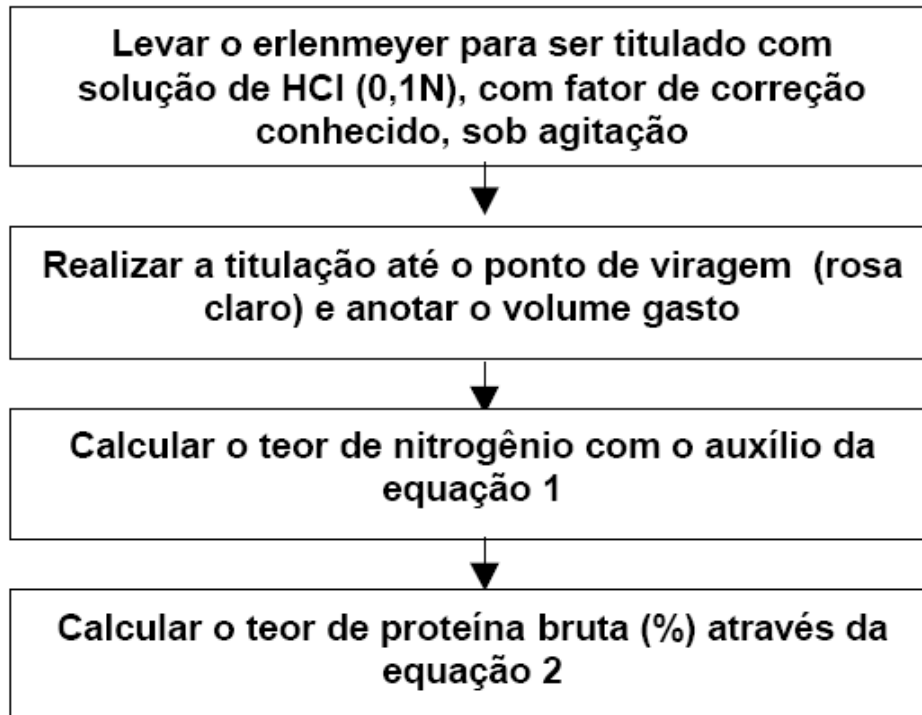 Levar o erlenmeyer para ser titulado com
solução de HCl (0,1N), com fator de correção
conhecido, sob agitação
Realizar a titulação até o ponto de viragem (rosa
claro) e anotar o volume gasto
Calcular o teor de nitrogênio com o auxílio da
equação 1
Calcular o teor de proteína bruta (%) através da
equação 2